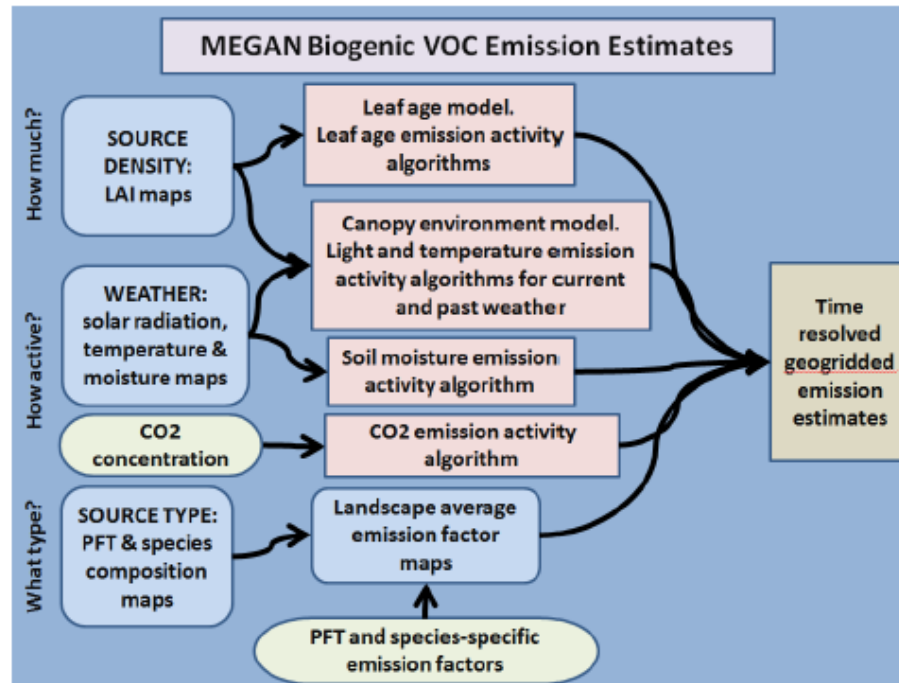 MEGAN Biogenic VOC Emission Estimates
How much?
SOURCE
DENSITY:
LAI maps
Leaf age model.
Leaf age emission activity
algorithms
Canopy environment model.
Light and temperature emission
activity algorithms for current
and past weather
How active?
WEATHER:
solar radiation,
temperature &
moisture maps
Soil moisture emission
activity algorithm
CO2
concentration
CO2 emission activity
algorithm
What type?
SOURCE TYPE:
PFT & species
composition
maps
Landscape average
emission factor
maps
PFT and species-specific
emission factors
Time
resolved
geogridded
emission
estimates